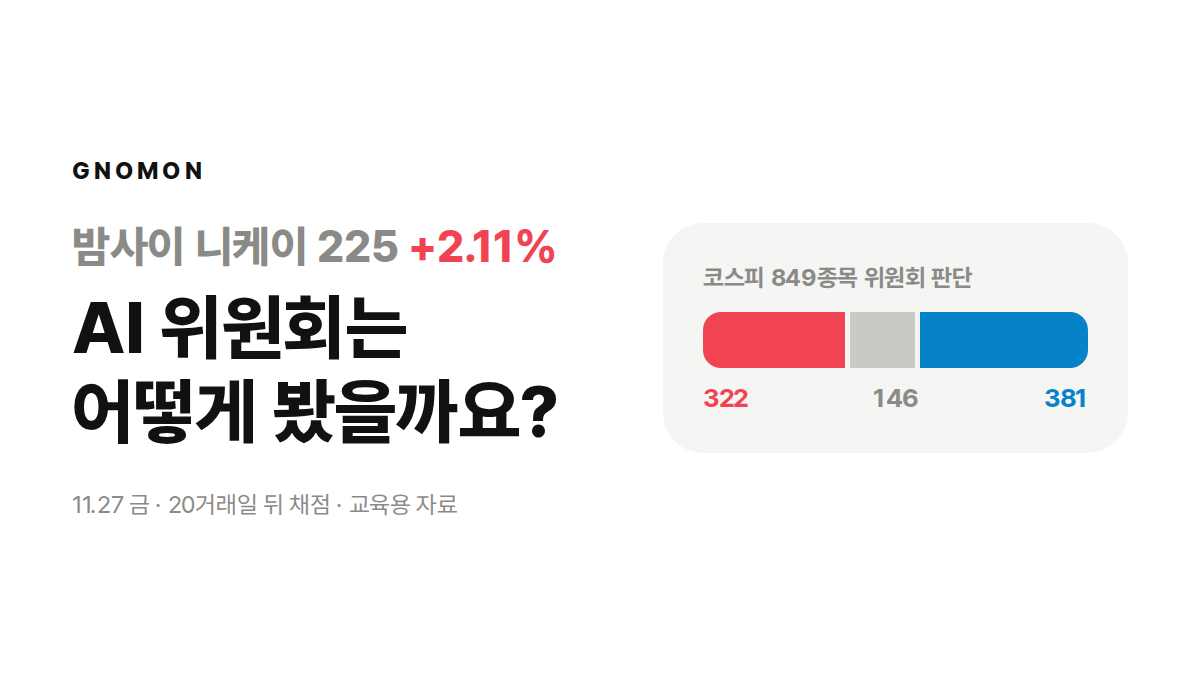 GNOMON
밤사이 니케이 225 +2.11%
AI 위원회는
어떻게 봤을까요?
11.27 금 · 20거래일 뒤 채점 · 교육용 자료
코스피 849종목 위원회 판단
322 146 381